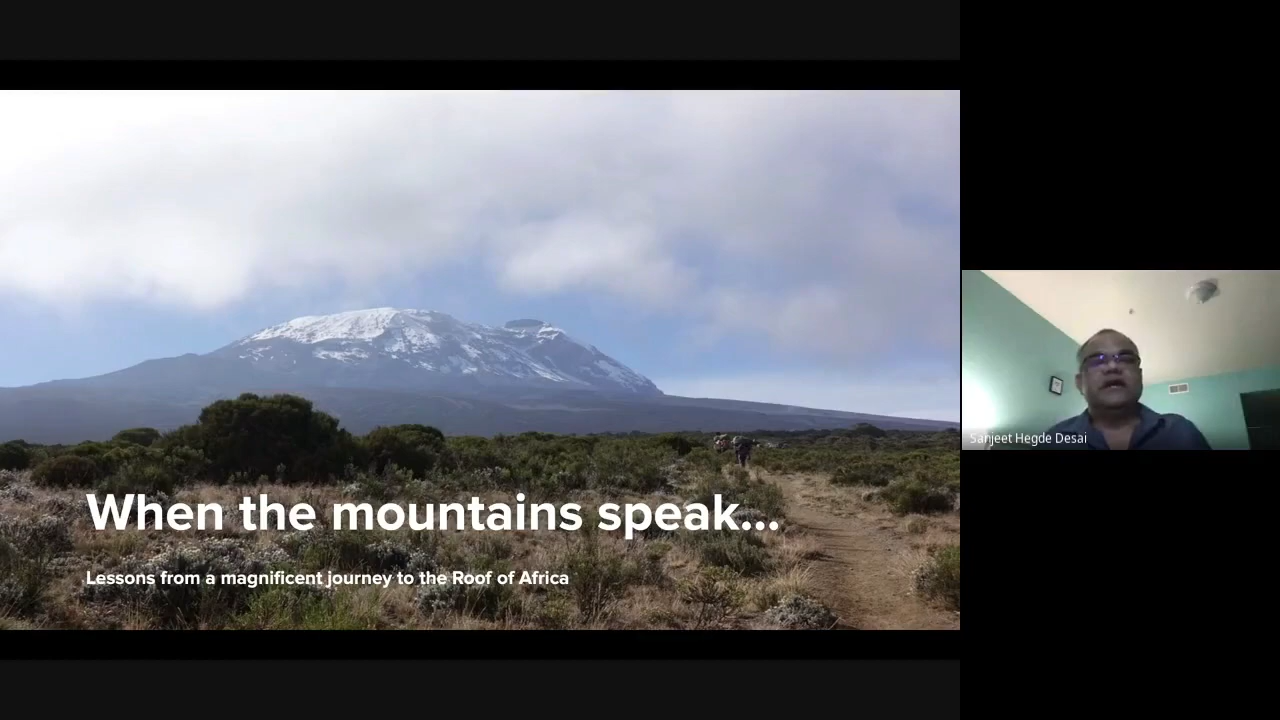 When the mountains speak...
Lessons from a magnificent journey to the Roof of Africa
Sanjeet Hegde Desai